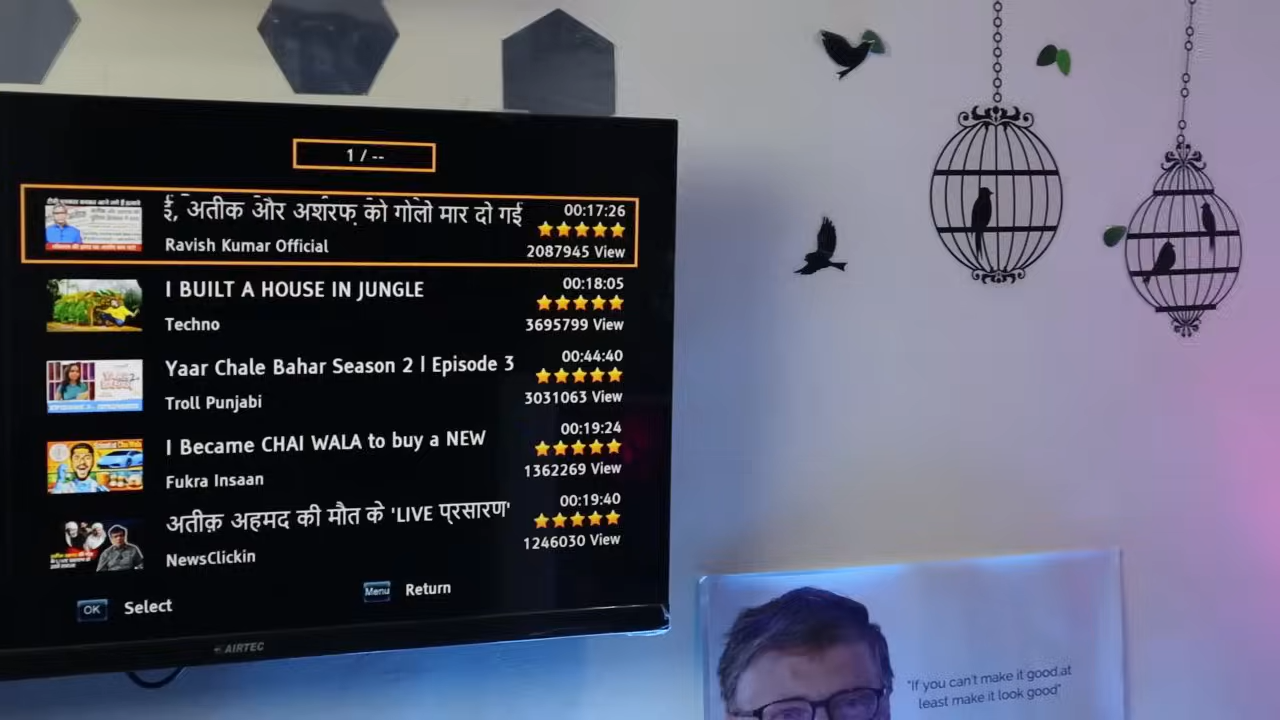 1 / --
ई, अतीक और अशरफ़ को गोली मार दी गई
00:17:26
Ravish Kumar Official
2087945 View
I BUILT A HOUSE IN JUNGLE
00:18:05
Techno
3695799 View
Yaar Chale Bahar Season 2 l Episode 3
00:44:40
Troll Punjabi
3031063 View
I Became CHAI WALA to buy a NEW
00:19:24
Fukra Insaan
1362269 View
अतीक़ अहमद की मौत के 'LIVE प्रसारण'
00:19:40
NewsClickin
1246030 View
OK Select
Menu Return
AIRTEC
"If you can't make it good,at
least make it look good"